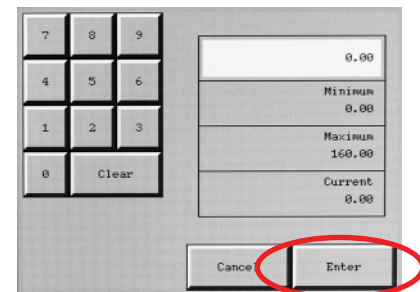 7 8 9
0.00
4 5 6
Minimum
0.00
1 2 3
Maximum
160.00
0 Clear
Current
0.00
Cancel Enter